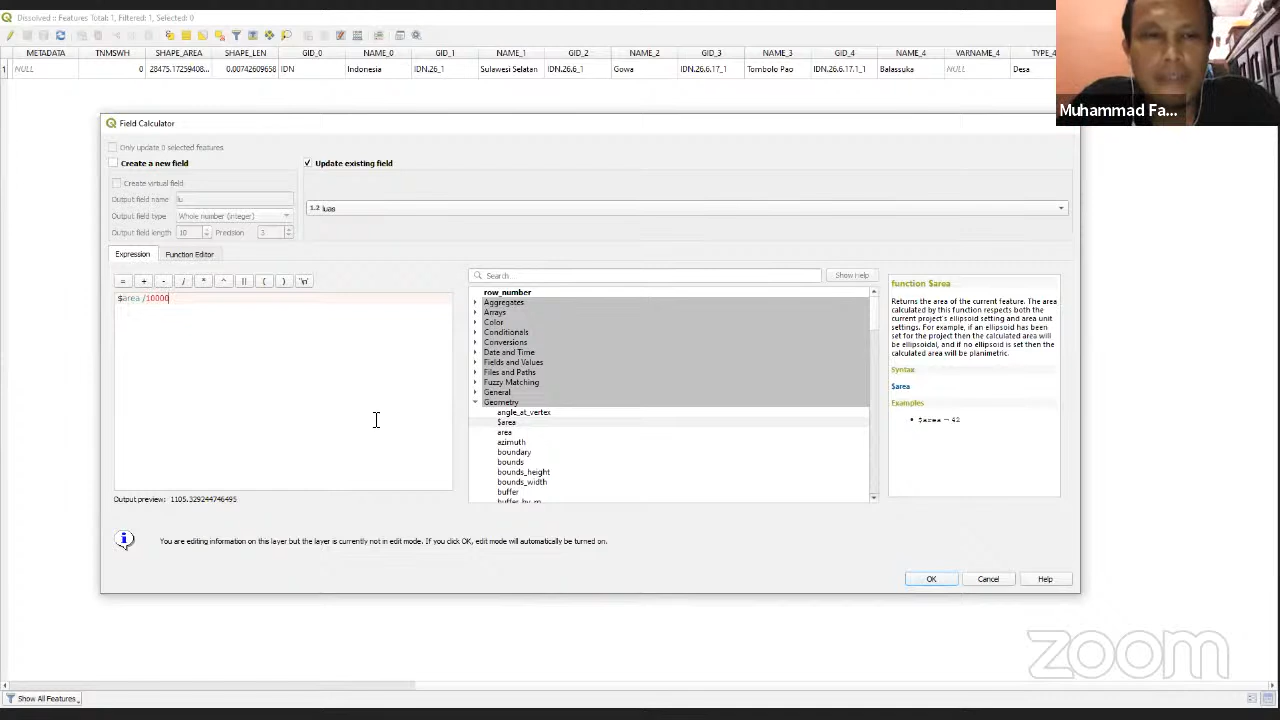 Dissolved :: Features Total: 1, Filtered: 1, Selected: 0
METADATA TNMSWH SHAPE_AREA SHAPE_LEN GID_0 NAME_0 GID_1 NAME_1 GID_2 NAME_2 GID_3 NAME_3 GID_4 NAME_4 VARNAME_4 TYPE_4
1 NULL 0 28475.17259408... 0.00742609658 IDN Indonesia IDN.26_1 Sulawesi Selatan IDN.26.6_1 Gowa IDN.26.6.17_1 Tombolo Pao IDN.26.6.17.1_1 Balassuka NULL Desa
Muhammad Fa...
Field Calculator
Only update 0 selected features
Create a new field
Update existing field
Create virtual field
Output field name lu
1.2 luas
Output field type Whole number (integer)
Output field length 10 Precision 3
Expression Function Editor
= + - / * ^ || ( ) '\n'
Search... Show Help
$area /10000
row_number
Aggregates
Arrays
Color
Conditionals
Conversions
Date and Time
Fields and Values
Files and Paths
Fuzzy Matching
General
Geometry
angle_at_vertex
$area
area
azimuth
boundary
bounds
bounds_height
bounds_width
buffer
buffer_by_m
function $area
Returns the area of the current feature. The area
calculated by this function respects both the
current project's ellipsoid setting and area unit
settings. For example, if an ellipsoid has been
set for the project then the calculated area will
be ellipsoidal, and if no ellipsoid is set then the
calculated area will be planimetric.
Syntax
$area
Examples
• $area → 42
Output preview: 1105.329244746495
You are editing information on this layer but the layer is currently not in edit mode. If you click OK, edit mode will automatically be turned on.
OK Cancel Help
zoom
Show All Features